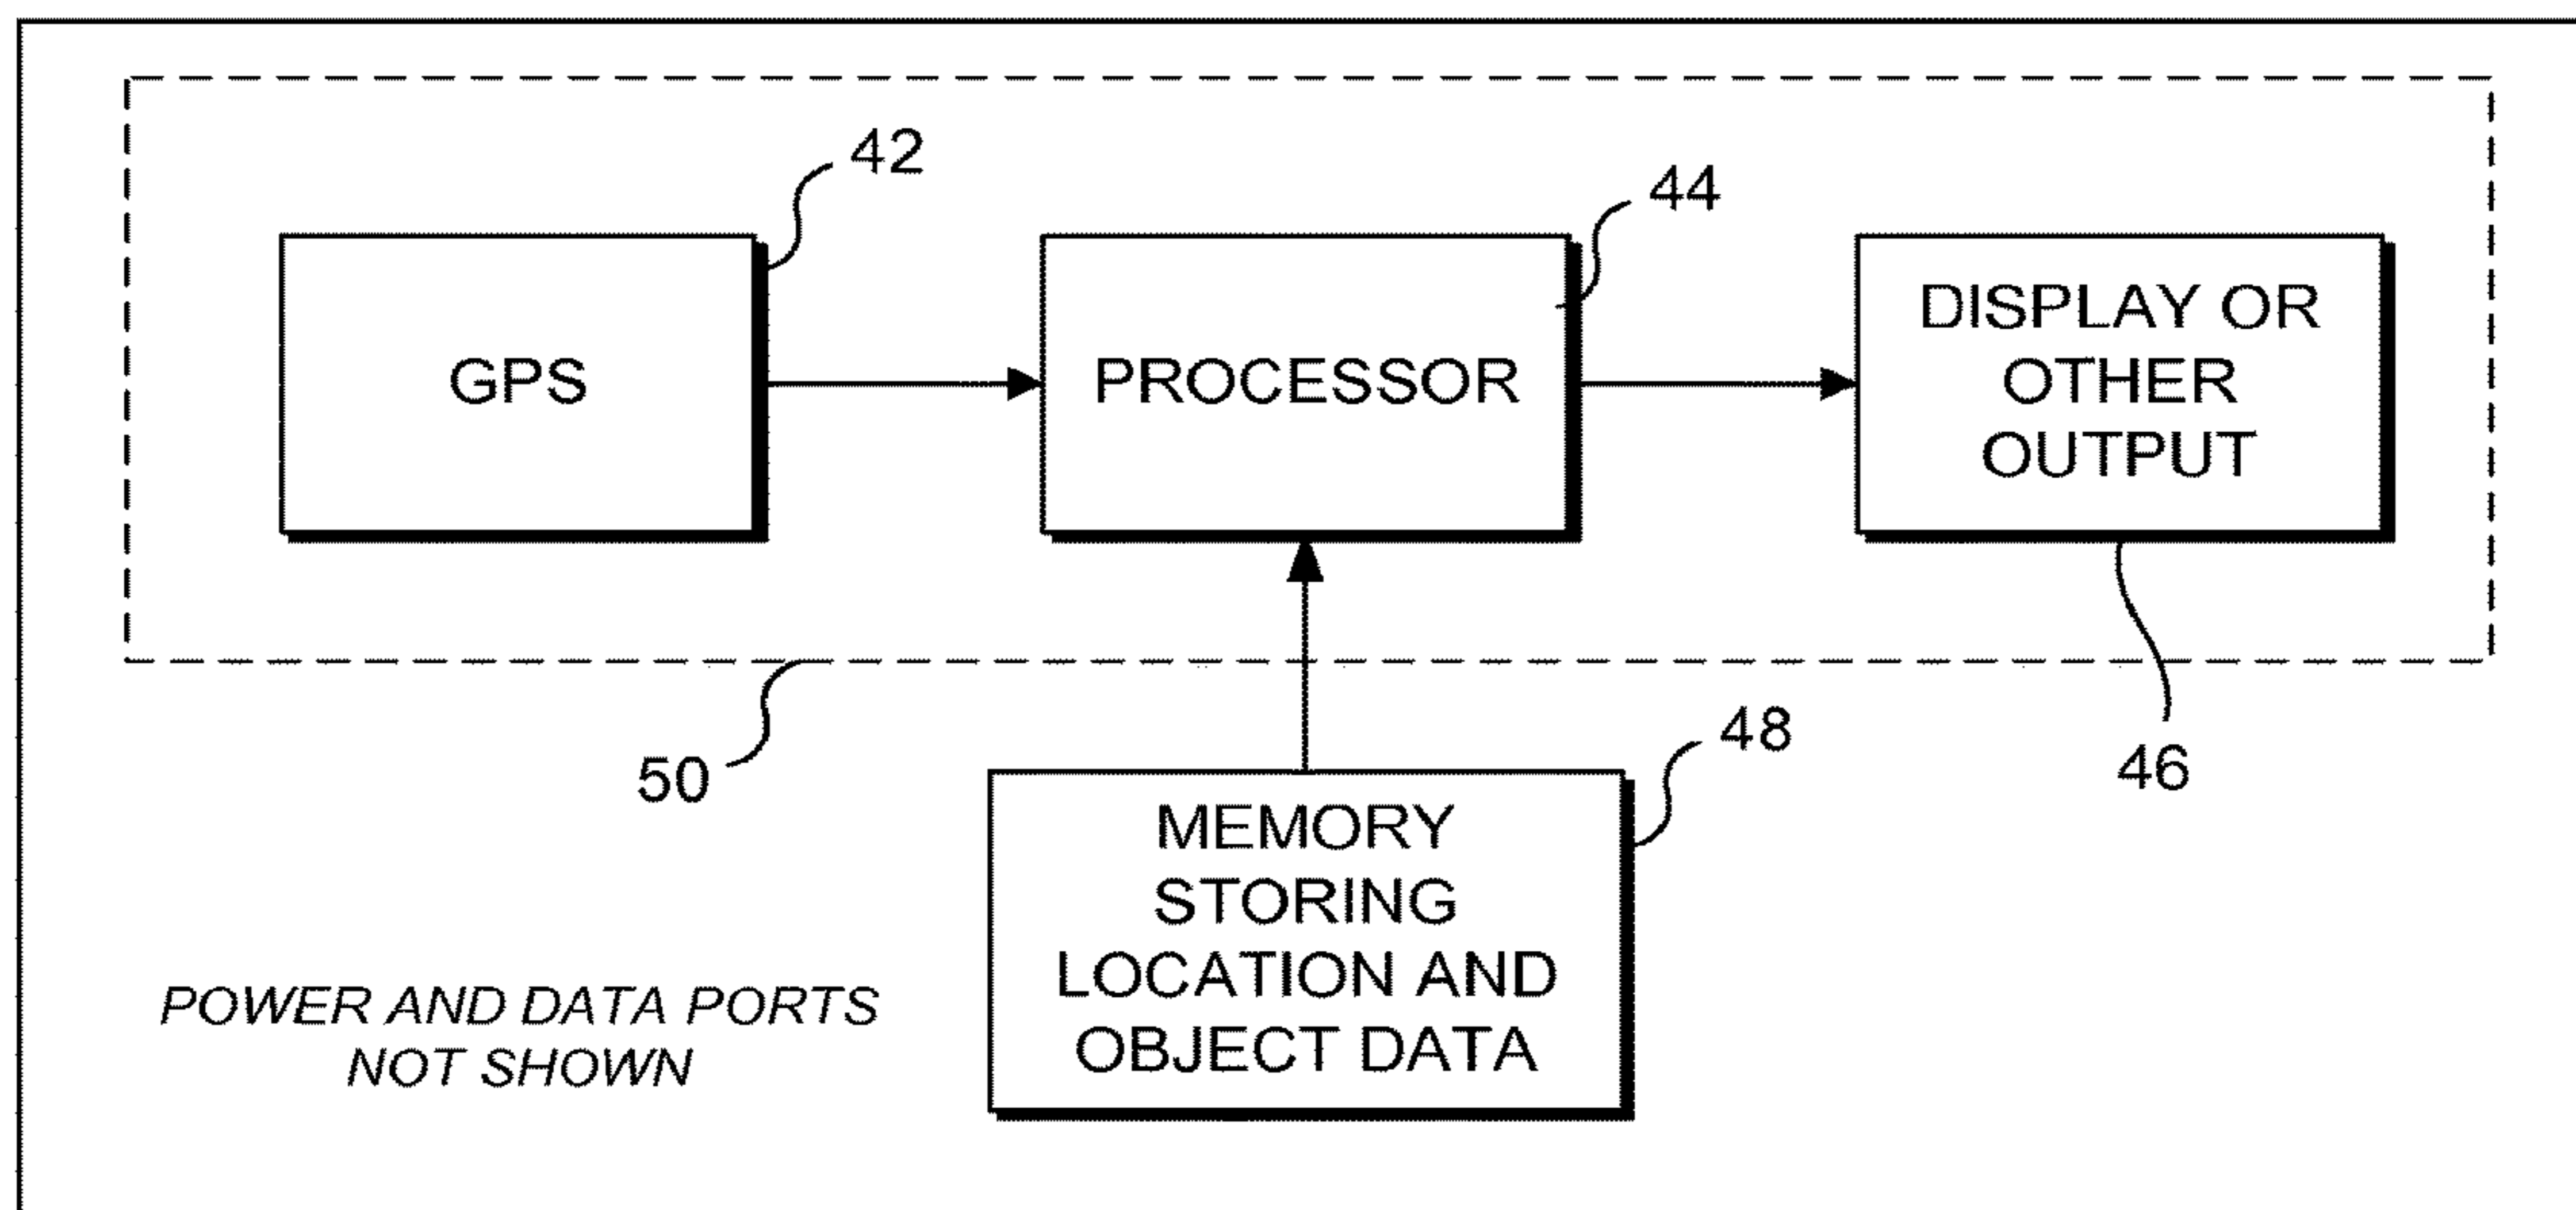 42
44
GPS
PROCESSOR
DISPLAY OR
OTHER
OUTPUT
50
48
46
MEMORY
STORING
LOCATION AND
OBJECT DATA
POWER AND DATA PORTS
NOT SHOWN